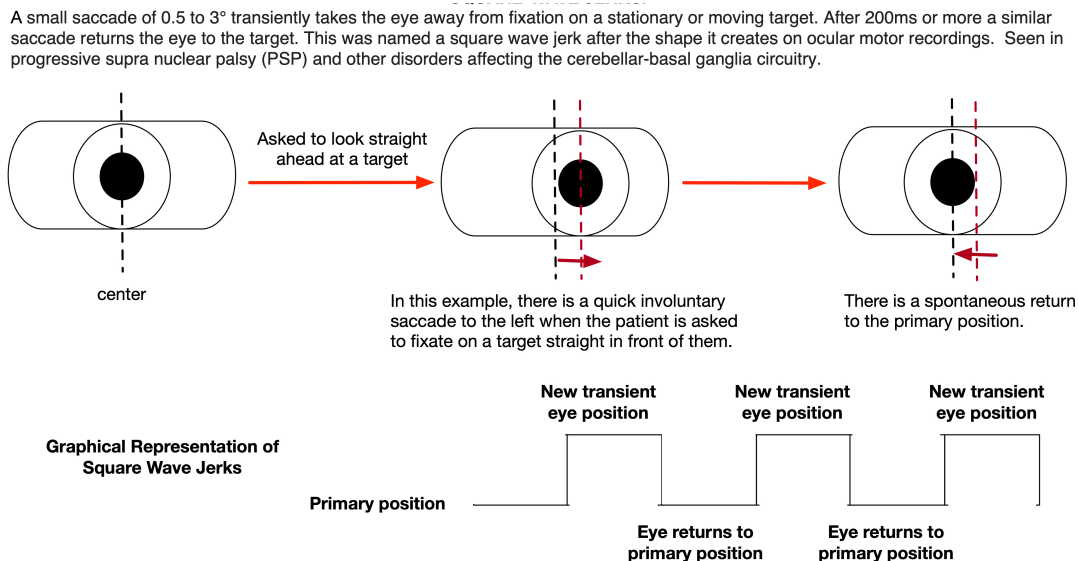 A small saccade of 0.5 to 3° transiently takes the eye away from fixation on a stationary or moving target. After 200ms or more a similar
saccade returns the eye to the target. This was named a square wave jerk after the shape it creates on ocular motor recordings.  Seen in
progressive supra nuclear palsy (PSP) and other disorders affecting the cerebellar-basal ganglia circuitry.
Asked to look straight
ahead at a target
center
In this example, there is a quick involuntary
saccade to the left when the patient is asked
to fixate on a target straight in front of them.
There is a spontaneous return
to the primary position.
New transient
eye position
New transient
eye position
New transient
eye position
Graphical Representation of
Square Wave Jerks
Primary position
Eye returns to
primary position
Eye returns to
primary position